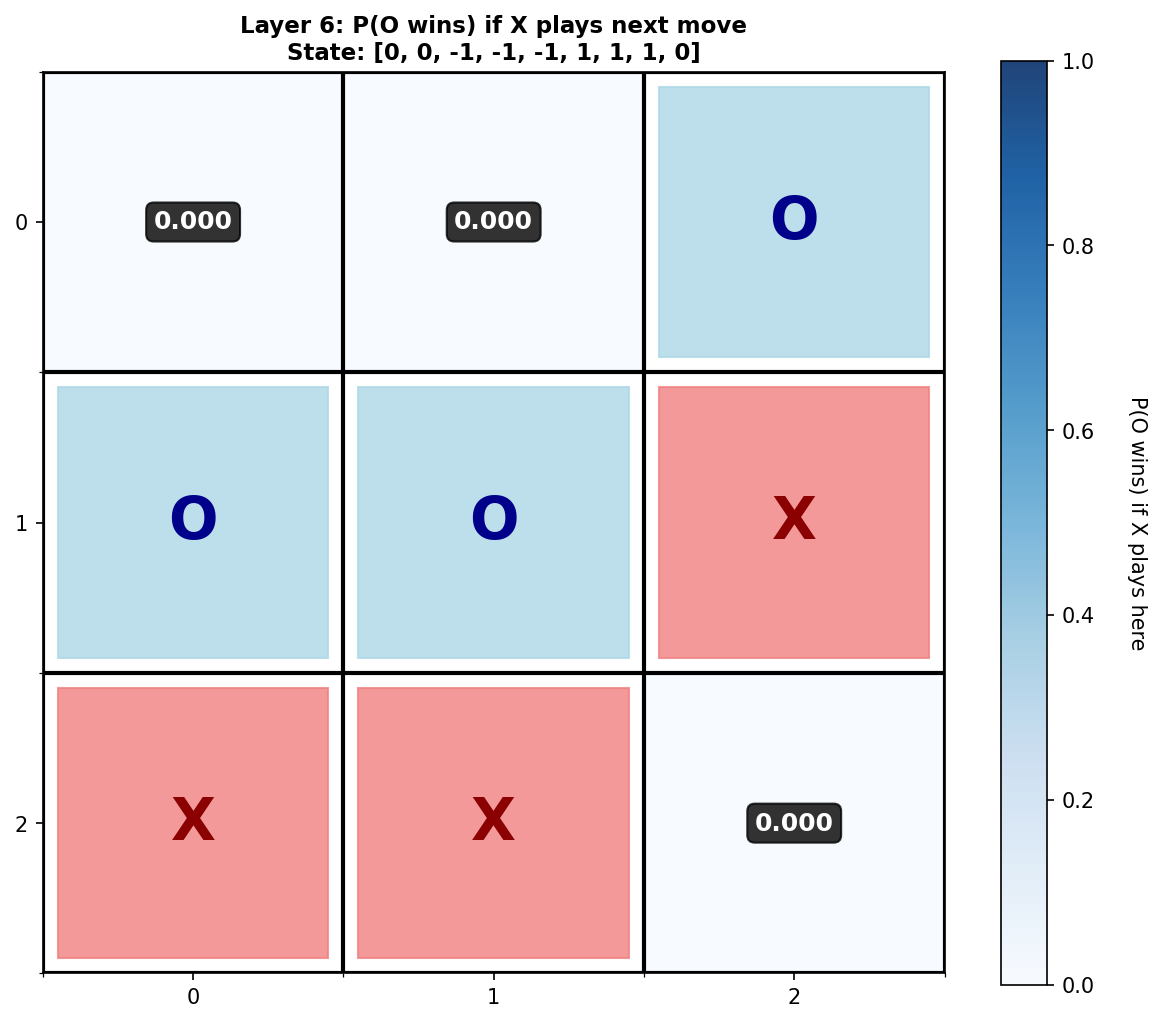 Layer 6: P(O wins) if X plays next move
State: [0, 0, -1, -1, -1, 1, 1, 1, 0]
0
0.000
0.000
O
1
O
O
X
2
X
X
0.000
0
1
2
1.0
0.8
0.6
0.4
0.2
0.0
P(O wins) if X plays here